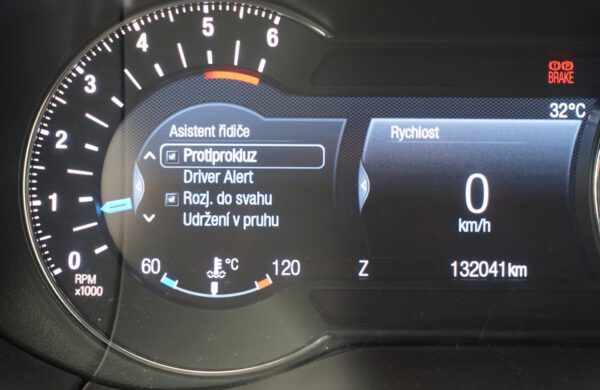 6
5
4
3
2
1
0
RPM
x1000
BRAKE
32°C
Asistent řidiče
Protiprokluz
Driver Alert
Rozj. do svahu
Udržení v pruhu
60 °C 120
Rychlost
0
km/h
Z 132041km